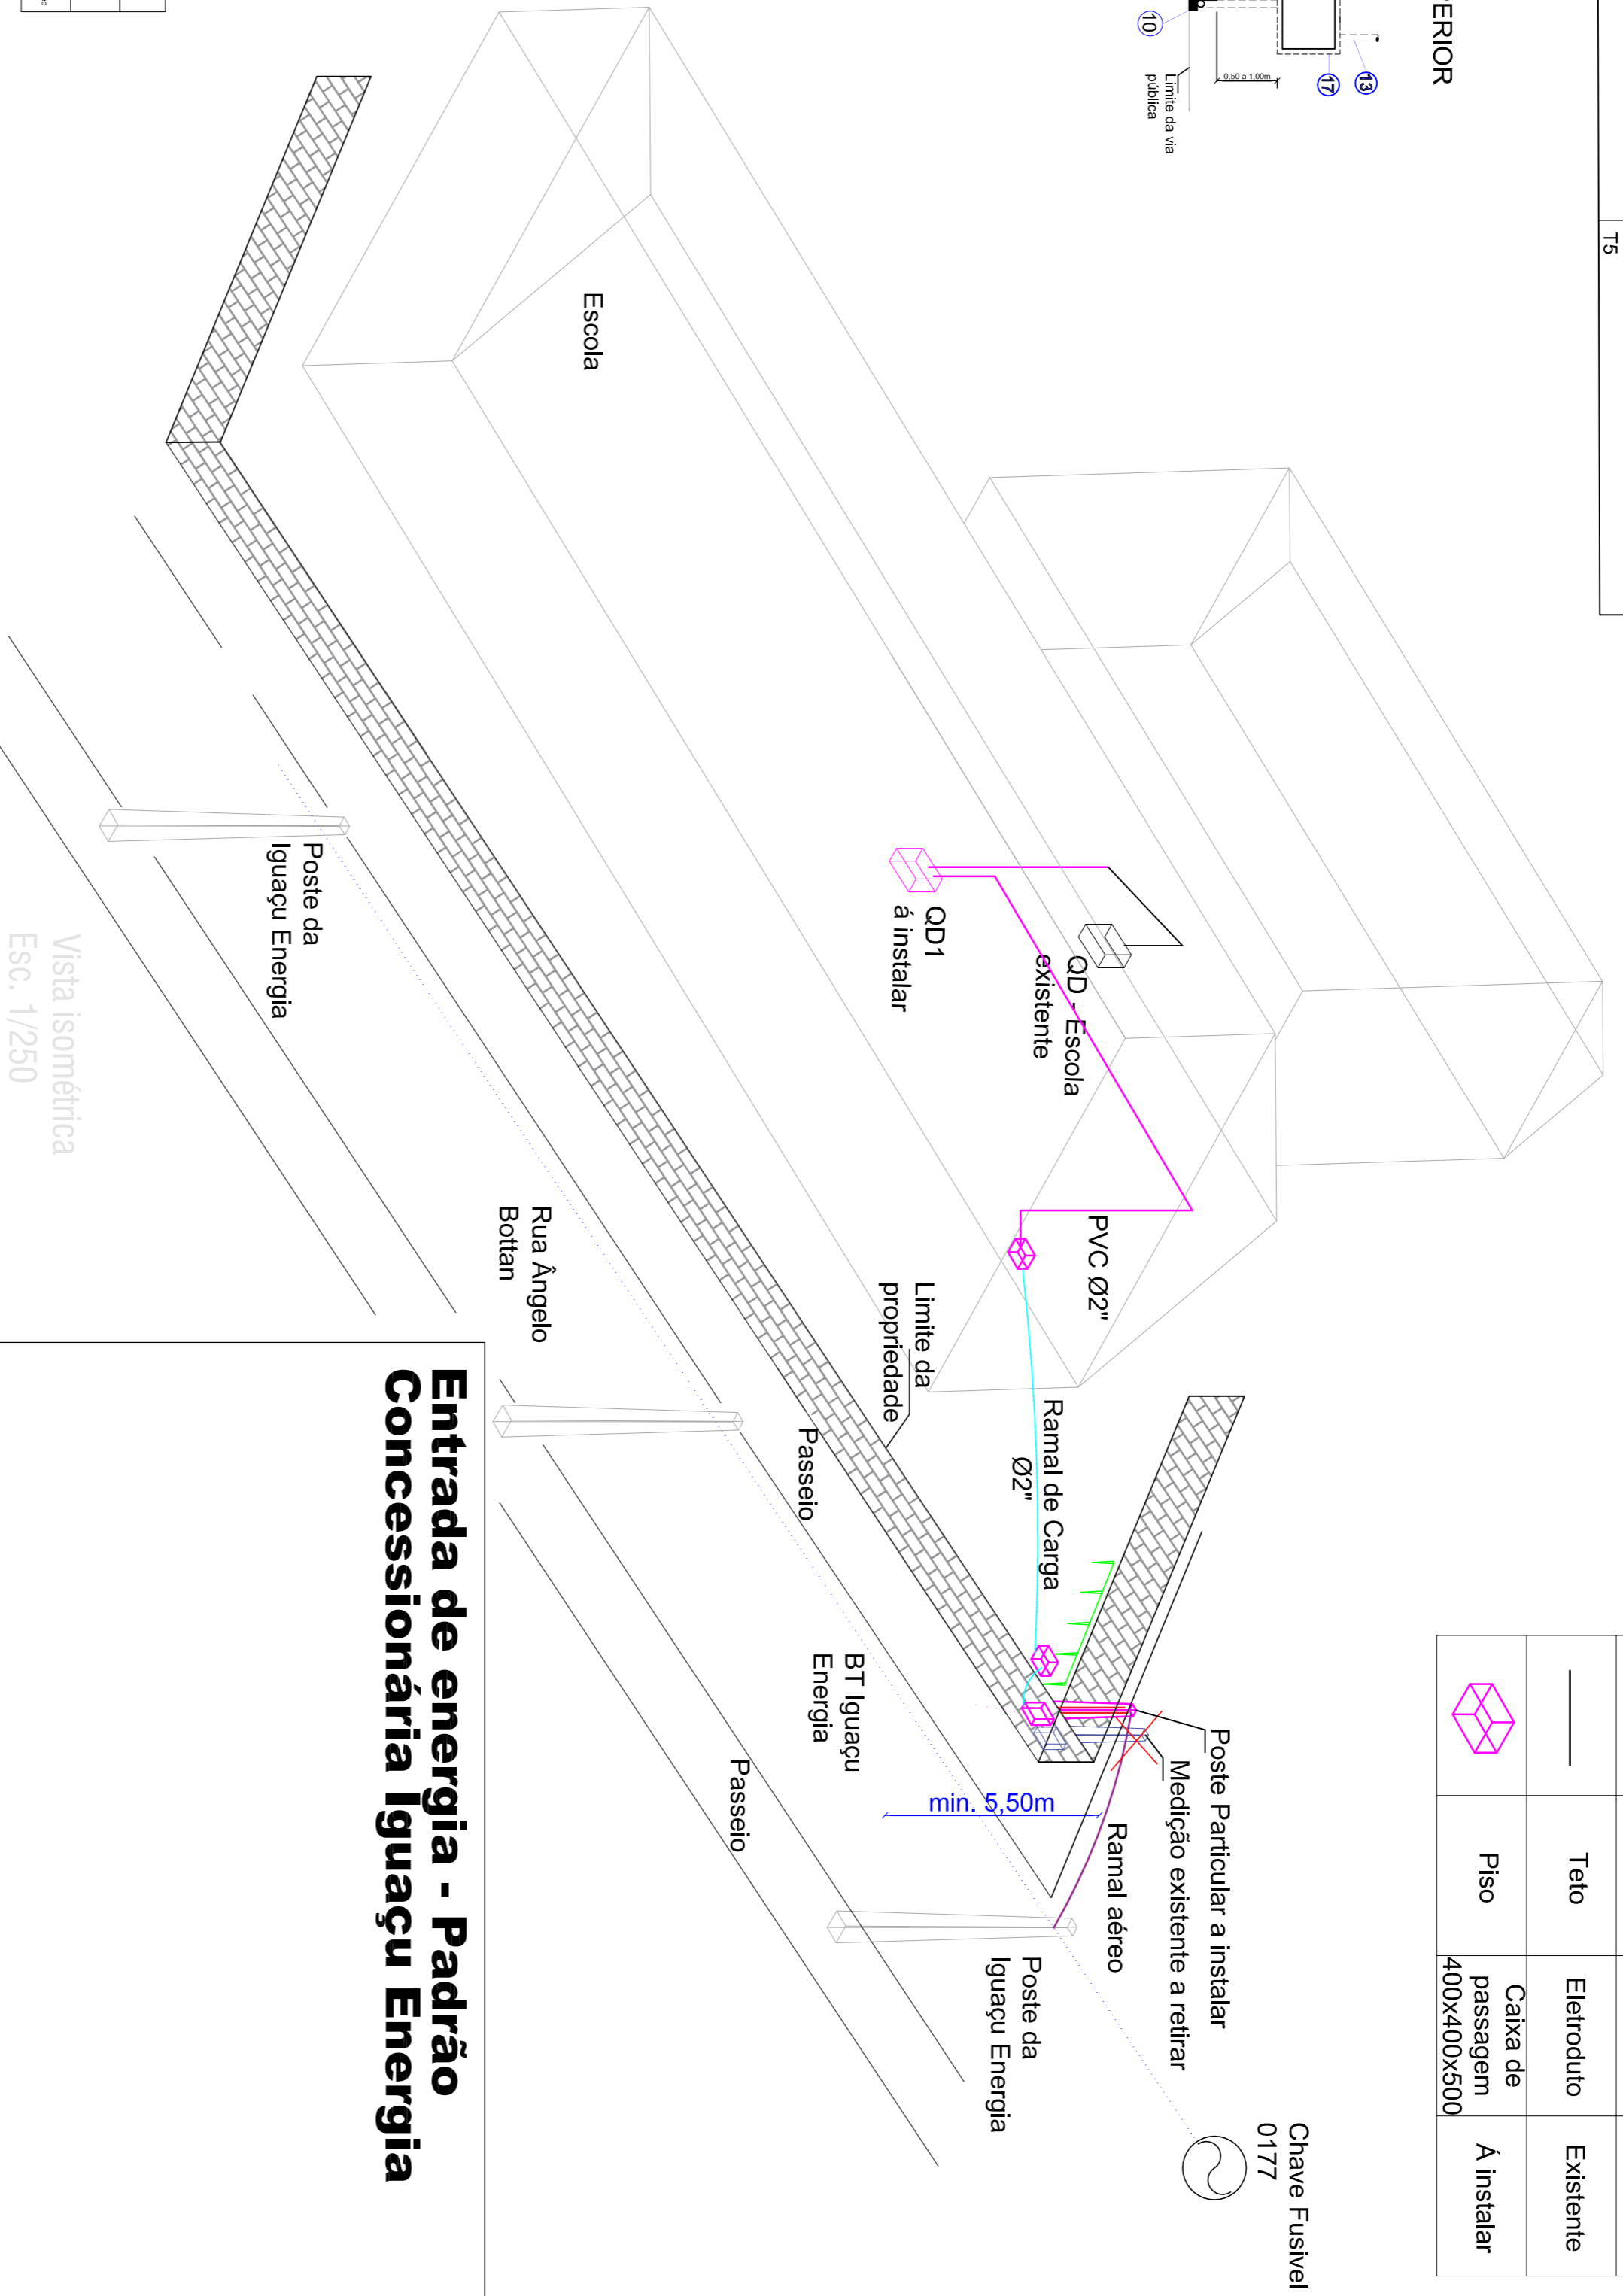 T5
PERIOR
10
13
17
0,50 a 1,00m
Limite da via
pública
Teto
Eletroduto
Existente
Piso
Caixa de
passagem
400x400x500
Á instalar
Escola
QD - Escola
existente
QD1
á instalar
PVC Ø2"
Ramal de Carga
Ø2"
Limite da
propriedade
Passeio
Chave Fusivel
0177
Poste Particular a instalar
Medição existente a retirar
Ramal aéreo
min. 5,50m
Poste da
Iguaçu Energia
BT Iguaçu
Energia
Passeio
Rua Ângelo
Bottan
Poste da
Iguaçu Energia
Vista isométrica
Esc. 1/250
Entrada de energia - Padrão
Concessionária Iguaçu Energia